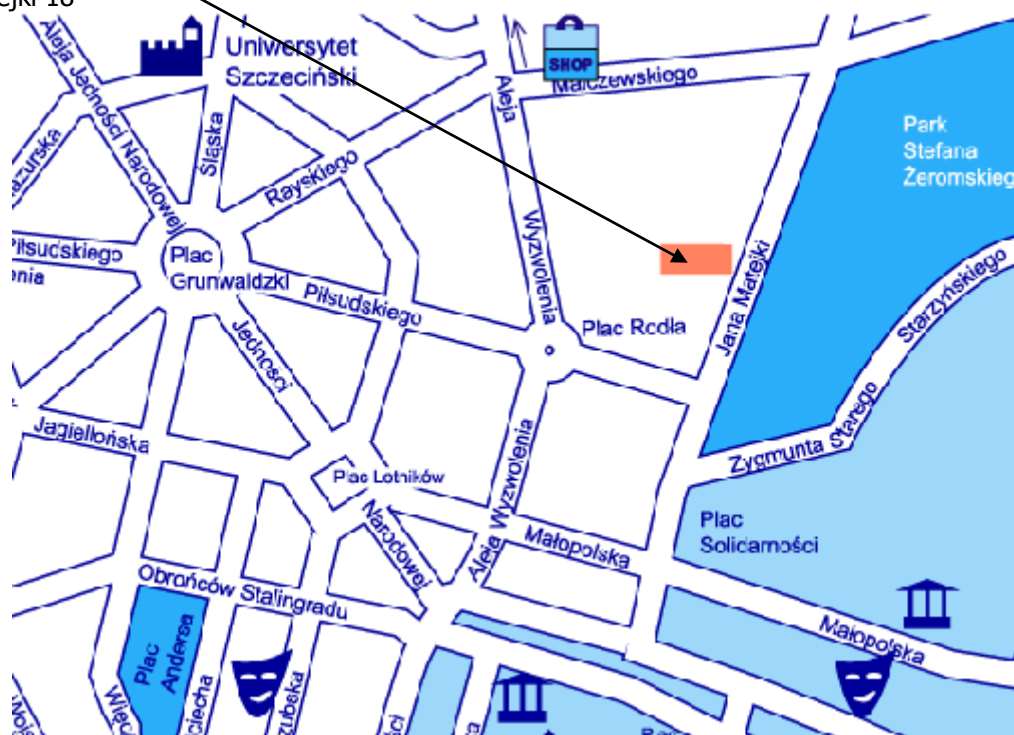 Uniwersytet
Szczeciński
SHOP
Malczewskiego
Aleja Jedności Narodowej
Śląska
Rayskiego
Aleja
Wyzwolenia
Park
Stefana
Plac
Grunwaldzki
Piłsudskiego
Piłsudskiego
Plac Rodła
Jana Matejki
Starzyńskiego
Zygmunta Starego
Jedności
Jagiellońska
Plac Lotników
Narodowej
Aleja Wyzwolenia
Małopolska
Plac
Solidarności
Obrońców Stalingradu
Plac
Andersa
Małopolska